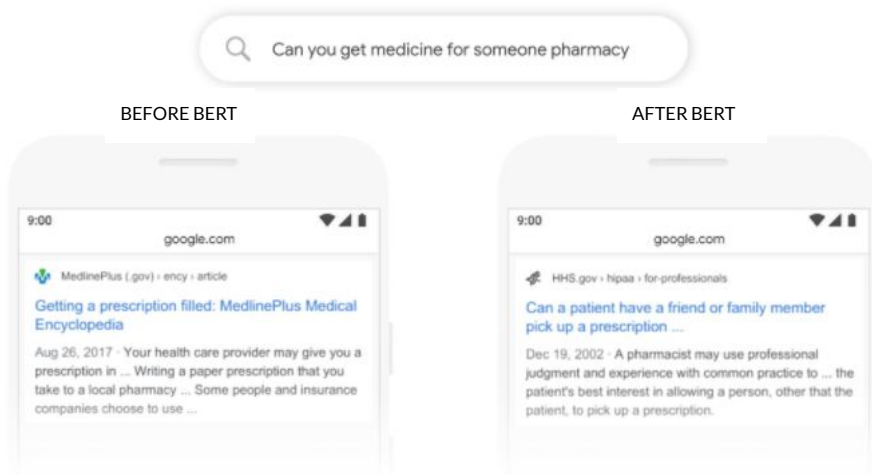 Can you get medicine for someone pharmacy
BEFORE BERT
9:00
google.com
MedlinePlus (.gov) › ency › article
Getting a prescription filled: MedlinePlus Medical
Encyclopedia
Aug 26, 2017 · Your health care provider may give you a
prescription in ... Writing a paper prescription that you
take to a local pharmacy ... Some people and insurance
companies choose to use ...
AFTER BERT
9:00
google.com
HHS.gov › hipaa › for-professionals
Can a patient have a friend or family member
pick up a prescription ...
Dec 19, 2002 · A pharmacist may use professional
judgment and experience with common practice to ... the
patient's best interest in allowing a person, other that the
patient, to pick up a prescription.